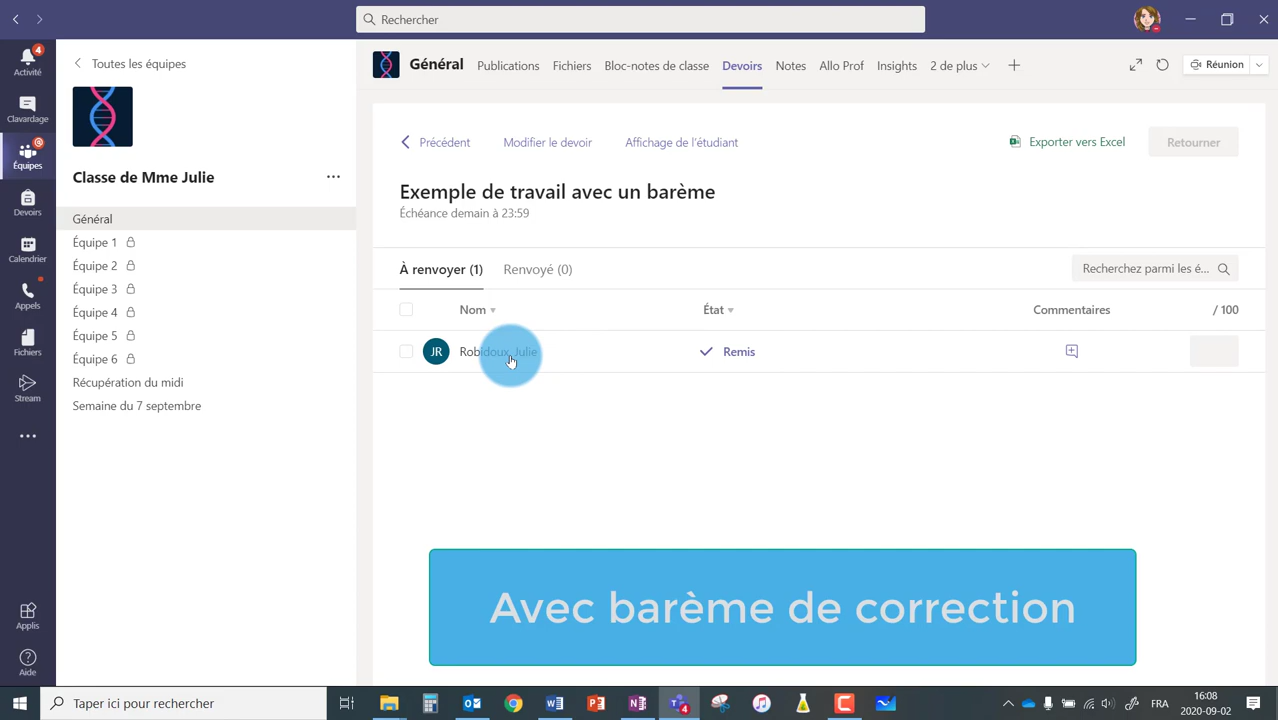 Rechercher
Activité
4
Clavardage
Équipes
Devoirs
Calendrier
Appels
Fichiers
Stream
Applis
Aide
Toutes les équipes
Classe de Mme Julie
Général
Équipe 1
Équipe 2
Équipe 3
Équipe 4
Équipe 5
Équipe 6
Récupération du midi
Semaine du 7 septembre
Général Publications Fichiers Bloc-notes de classe Devoirs Notes Allo Prof Insights 2 de plus Réunion
Précédent Modifier le devoir Affichage de l'étudiant Exporter vers Excel Retourner
Exemple de travail avec un barème
Échéance demain à 23:59
À renvoyer (1) Renvoyé (0) Recherchez parmi les é...
Nom État Commentaires / 100
JR Robidoux, Julie Remis
Avec barème de correction
Taper ici pour rechercher
4
FRA
16:08
2020-09-02